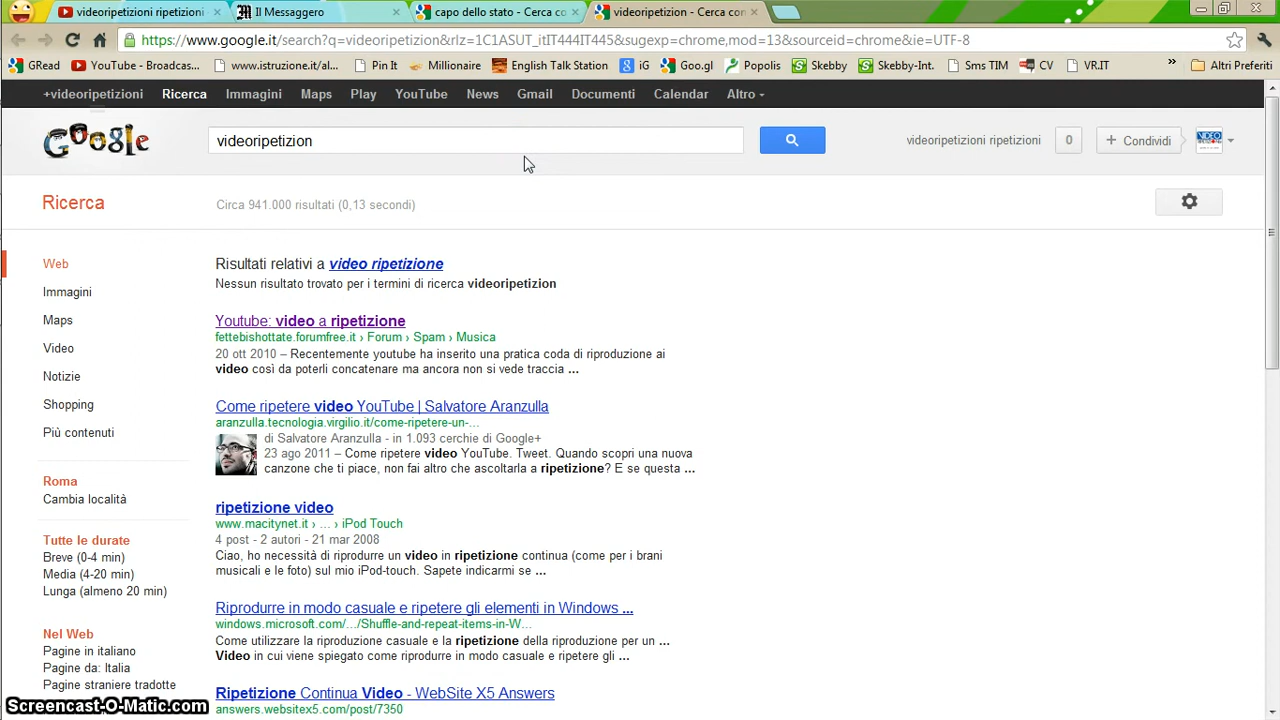 videoripetizioni ripetizioni
Il Messaggero
capo dello stato - Cerca co
videoripetizion - Cerca con
https://www.google.it/search?q=videoripetizion&rlz=1C1ASUT_itIT444IT445&sugexp=chrome,mod=13&sourceid=chrome&ie=UTF-8
GRead
YouTube - Broadcas...
www.istruzione.it/al...
Pin It
Millionaire
English Talk Station
iG
Goo.gl
Popolis
Skebby
Skebby-Int.
Sms TIM
CV
VR.IT
»
Altri Preferiti
+videoripetizioni Ricerca Immagini Maps Play YouTube News Gmail Documenti Calendar Altro
Google
videoripetizion
videoripetizioni ripetizioni
0
+ Condividi
VIDEO
Ricerca
Circa 941.000 risultati (0,13 secondi)
Web
Immagini
Maps
Video
Notizie
Shopping
Più contenuti
Roma
Cambia località
Tutte le durate
Breve (0-4 min)
Media (4-20 min)
Lunga (almeno 20 min)
Nel Web
Pagine in italiano
Pagine da: Italia
Pagine straniere tradotte
Risultati relativi a video ripetizione
Nessun risultato trovato per i termini di ricerca videoripetizion
Youtube: video a ripetizione
fettebishottate.forumfree.it › Forum › Spam › Musica
20 ott 2010 – Recentemente youtube ha inserito una pratica coda di riproduzione ai
video così da poterli concatenare ma ancora non si vede traccia ...
Come ripetere video YouTube | Salvatore Aranzulla
aranzulla.tecnologia.virgilio.it/come-ripetere-un-...
di Salvatore Aranzulla - in 1.093 cerchie di Google+
23 ago 2011 – Come ripetere video YouTube. Tweet. Quando scopri una nuova
canzone che ti piace, non fai altro che ascoltarla a ripetizione? E se questa ...
ripetizione video
www.macitynet.it › ... › iPod Touch
4 post - 2 autori - 21 mar 2008
Ciao, ho necessità di riprodurre un video in ripetizione continua (come per i brani
musicali e le foto) sul mio iPod-touch. Sapete indicarmi se ...
Riprodurre in modo casuale e ripetere gli elementi in Windows ...
windows.microsoft.com/.../Shuffle-and-repeat-items-in-W...
Come utilizzare la riproduzione casuale e la ripetizione della riproduzione per un ...
Video in cui viene spiegato come riprodurre in modo casuale e ripetere gli ...
Ripetizione Continua Video - WebSite X5 Answers
answers.websitex5.com/post/7350
Screencast-O-Matic.com